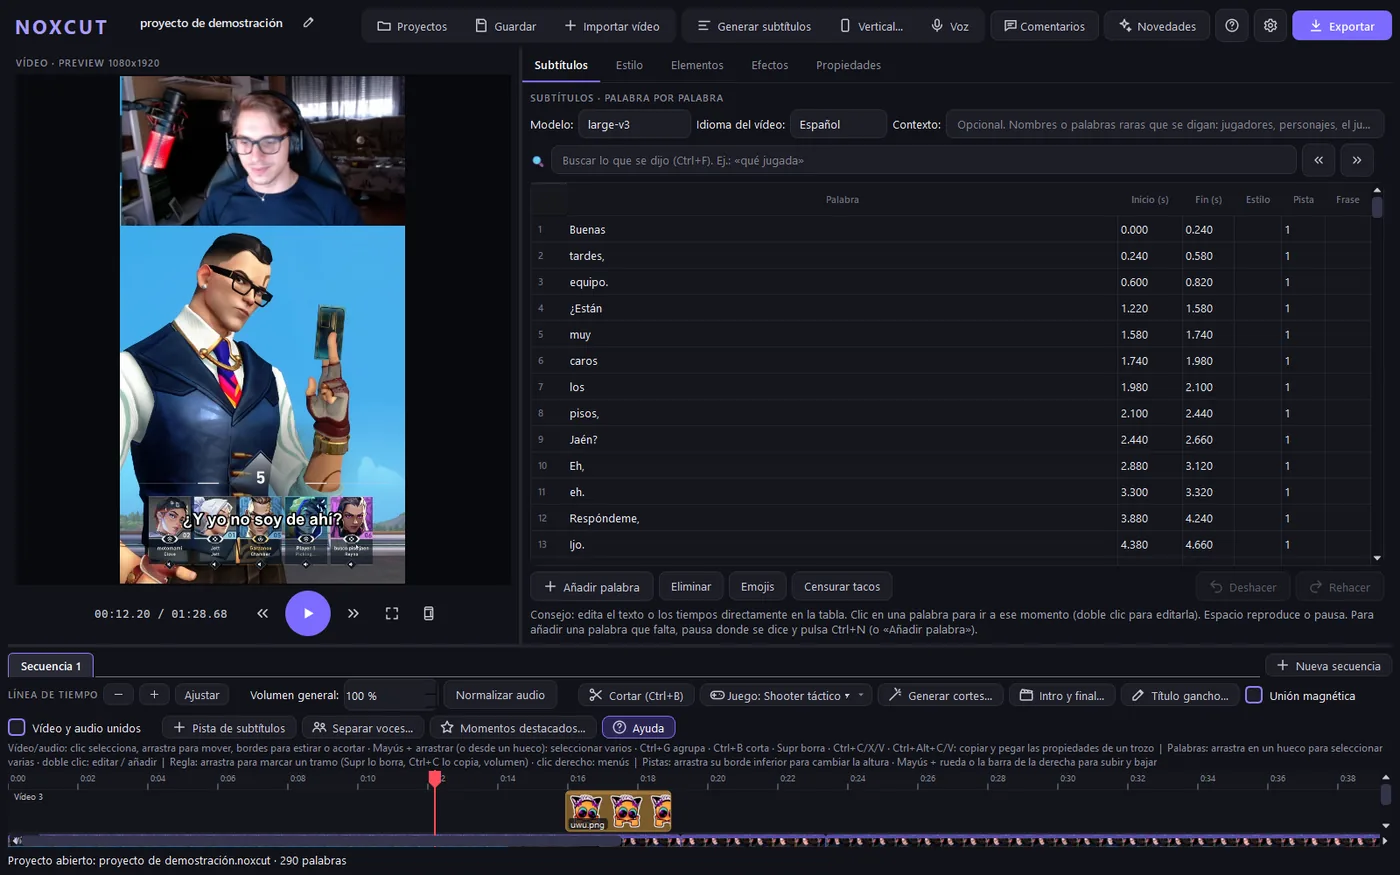 NOXCUT
proyecto de demostración
Proyectos
Guardar
Importar vídeo
Generar subtítulos
Vertical...
Voz
Comentarios
Novedades
Exportar
VÍDEO · PREVIEW 1080x1920
Subtítulos
Estilo
Elementos
Efectos
Propiedades
SUBTÍTULOS · PALABRA POR PALABRA
Modelo:
large-v3
Idioma del vídeo:
Español
Contexto:
Opcional. Nombres o palabras raras que se digan: jugadores, personajes, el ju...
Buscar lo que se dijo (Ctrl+F). Ej.: «qué jugada»
Palabra Inicio (s) Fin (s) Estilo Pista Frase
1 Buenas 0.000 0.240 1
2 tardes, 0.240 0.580 1
3 equipo. 0.600 0.820 1
4 ¿Están 1.220 1.580 1
5 muy 1.580 1.740 1
6 caros 1.740 1.980 1
7 los 1.980 2.100 1
8 pisos, 2.100 2.440 1
9 Jaén? 2.440 2.660 1
10 Eh, 2.880 3.120 1
11 eh. 3.300 3.320 1
12 Respóndeme, 3.880 4.240 1
13 Ijo. 4.380 4.660 1
5
¿Y yo no soy de ahí?
00:12.20 / 01:28.68
Añadir palabra
Eliminar
Emojis
Censurar tacos
Deshacer
Rehacer
Consejo: edita el texto o los tiempos directamente en la tabla. Clic en una palabra para ir a ese momento (doble clic para editarla). Espacio reproduce o pausa. Para
añadir una palabra que falta, pausa donde se dice y pulsa Ctrl+N (o «Añadir palabra»).
Secuencia 1
Nueva secuencia
LÍNEA DE TIEMPO
Ajustar
Volumen general:
100 %
Normalizar audio
Cortar (Ctrl+B)
Juego: Shooter táctico
Generar cortes...
Intro y final...
Título gancho...
Unión magnética
Vídeo y audio unidos
Pista de subtítulos
Separar voces...
Momentos destacados...
Ayuda
Vídeo/audio: clic selecciona, arrastra para mover, bordes para estirar o acortar · Mayús + arrastrar (o desde un hueco): seleccionar varios · Ctrl+G agrupa · Ctrl+B corta · Supr borra · Ctrl+C/X/V · Ctrl+Alt+C/V: copiar y pegar las propiedades de un trozo | Palabras: arrastra en un hueco para seleccionar
varias · doble clic: editar / añadir | Regla: arrastra para marcar un tramo (Supr lo borra, Ctrl+C lo copia, volumen) · clic derecho: menús | Pistas: arrastra su borde inferior para cambiar la altura · Mayús + rueda o la barra de la derecha para subir y bajar
0:00 0:02 0:04 0:06 0:08 0:10 0:14 0:16 0:18 0:20 0:22 0:24 0:26 0:28 0:30 0:32 0:34 0:36 0:38
Vídeo 3
uwu.png
Proyecto abierto: proyecto de demostración.noxcut · 290 palabras